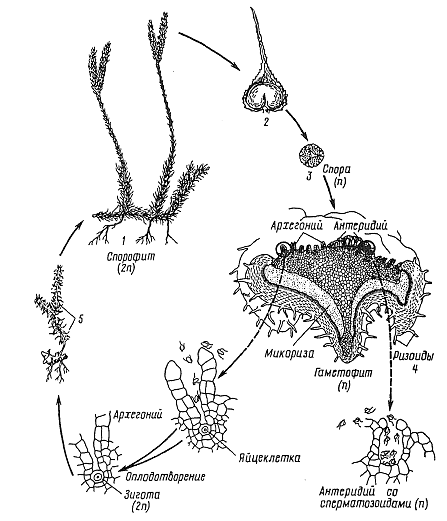 2
3 Спора
(n)
1
Спорофит
(2n)
Архегоний Антеридий
5
Микориза
Ризоиды
4
Гаметофит
(n)
Архегоний
Яйцеклетка
Оплодотворение
Зигота
(2n)
Антеридий со
сперматозоидами (n)